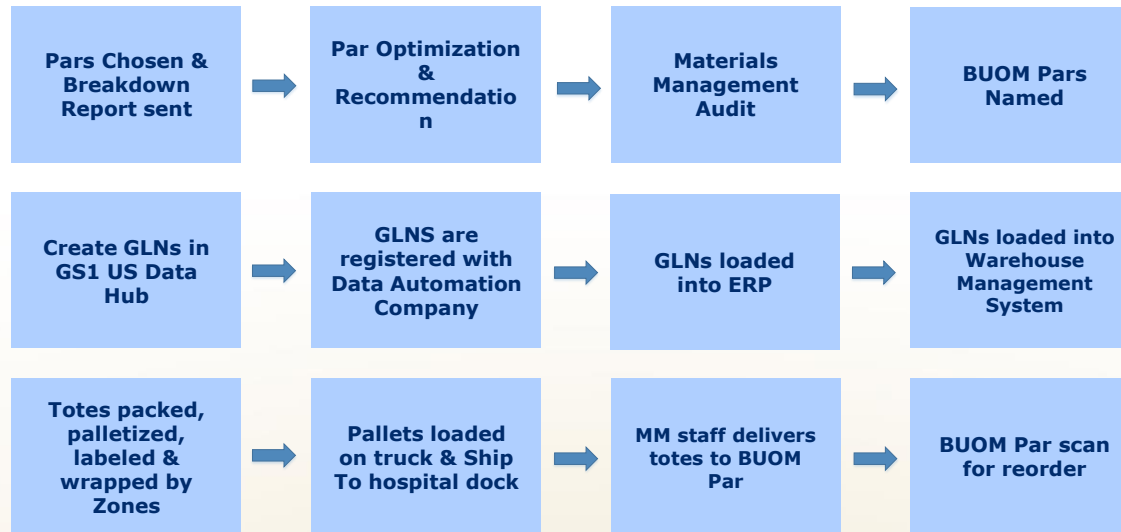 Pars Chosen &
Breakdown
Report sent
Par Optimization
&
Recommendatio
n
Materials
Management
Audit
BUOM Pars
Named
Create GLNs in
GS1 US Data
Hub
GLNS are
registered with
Data Automation
Company
GLNs loaded
into ERP
GLNs loaded into
Warehouse
Management
System
Totes packed,
palletized,
labeled &
wrapped by
Zones
Pallets loaded
on truck & Ship
To hospital dock
MM staff delivers
totes to BUOM
Par
BUOM Par scan
for reorder